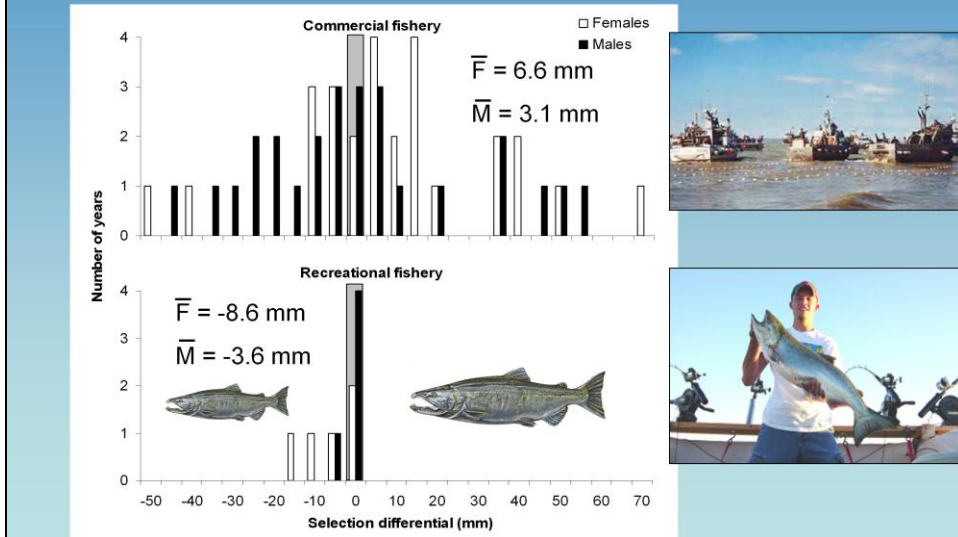 Commercial fishery
Females
Males
4
3
2
1
0
F̅ = 6.6 mm
M̅ = 3.1 mm
Number of years
Recreational fishery
4
3
2
1
0
F̅ = -8.6 mm
M̅ = -3.6 mm
-50 -40 -30 -20 -10 0 10 20 30 40 50 60 70
Selection differential (mm)